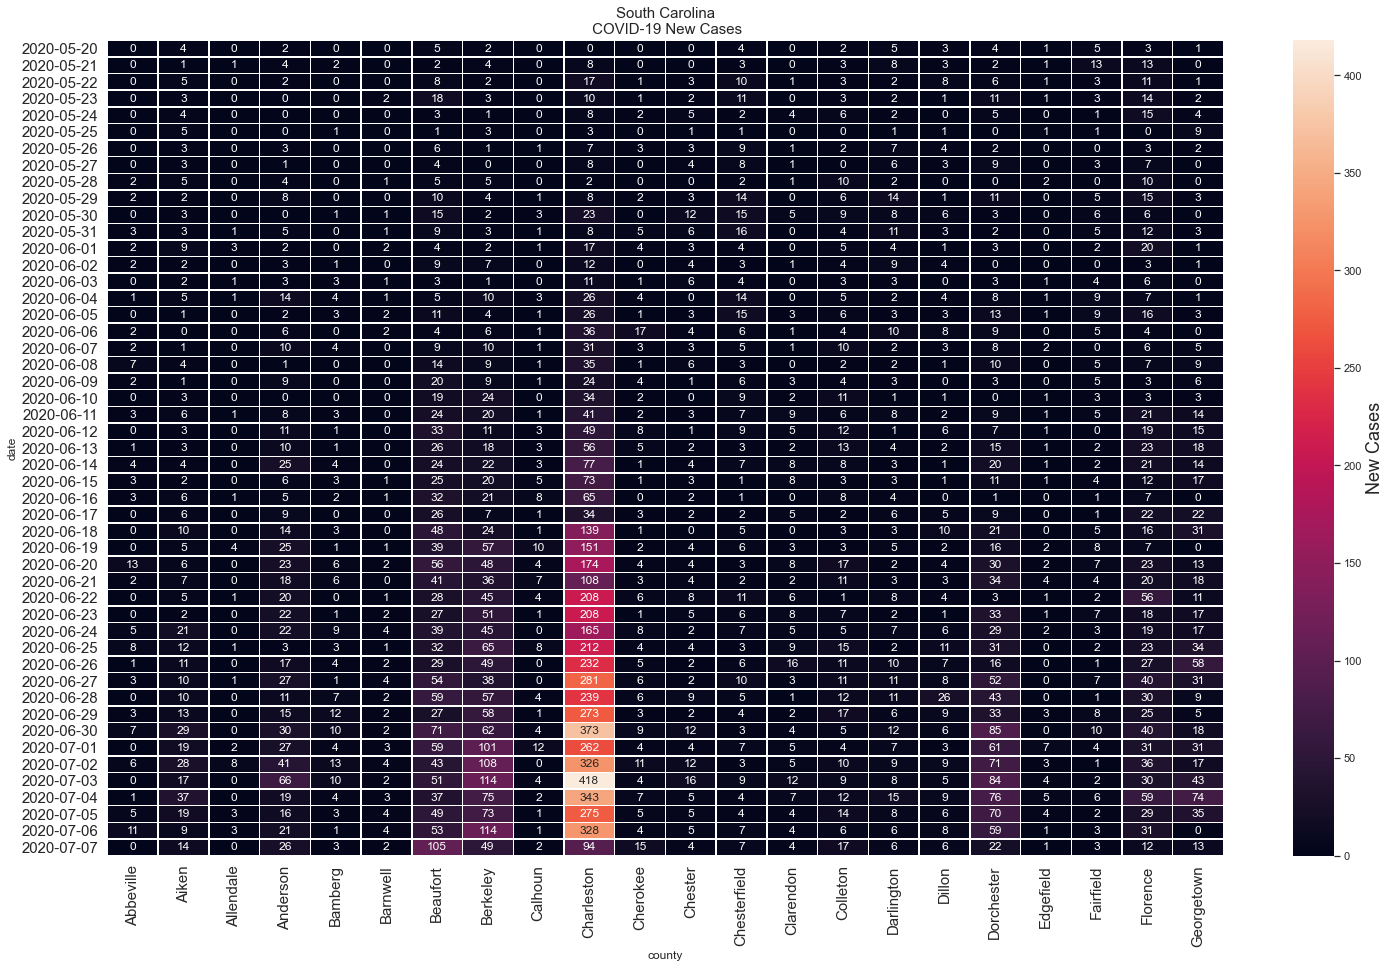 South Carolina
COVID-19 New Cases
2020-05-20 0 4 0 2 0 0 5 2 0 0 0 0 4 0 2 5 3 4 1 5 3 1
2020-05-21 0 1 1 4 2 0 2 4 0 8 0 0 3 0 3 8 3 2 1 13 13 0
2020-05-22 0 5 0 2 0 0 8 2 0 17 1 3 10 1 3 2 8 6 1 3 11 1
2020-05-23 0 3 0 0 0 2 18 3 0 10 1 2 11 0 3 2 1 11 1 3 14 2
2020-05-24 0 4 0 0 0 0 3 1 0 8 2 5 2 4 6 2 0 5 0 1 15 4
2020-05-25 0 5 0 0 1 0 1 3 0 3 0 1 1 0 0 1 1 0 1 1 0 9
2020-05-26 0 3 0 3 0 0 6 1 1 7 3 3 9 1 2 7 4 2 0 0 3 2
2020-05-27 0 3 0 1 0 0 4 0 0 8 0 4 8 1 0 6 3 9 0 3 7 0
2020-05-28 2 5 0 4 0 1 5 5 0 2 0 0 2 1 10 2 0 0 2 0 10 0
2020-05-29 2 2 0 8 0 0 10 4 1 8 2 3 14 0 6 14 1 11 0 5 15 3
2020-05-30 0 3 0 0 1 1 15 2 3 23 0 12 15 5 9 8 6 3 0 6 6 0
2020-05-31 3 3 1 5 0 1 9 3 1 8 5 6 16 0 4 11 3 2 0 5 12 3
2020-06-01 2 9 3 2 0 2 4 2 1 17 4 3 4 0 5 4 1 3 0 2 20 1
2020-06-02 2 2 0 3 1 0 9 7 0 12 0 4 3 1 4 9 4 0 0 0 3 1
2020-06-03 0 2 1 3 3 1 3 1 0 11 1 6 4 0 3 3 0 3 1 4 6 0
2020-06-04 1 5 1 14 4 1 5 10 3 26 4 0 14 0 5 2 4 8 1 9 7 1
2020-06-05 0 1 0 2 3 2 11 4 1 26 1 3 15 3 6 3 3 13 1 9 16 3
2020-06-06 2 0 0 6 0 2 4 6 1 36 17 4 6 1 4 10 8 9 0 5 4 0
2020-06-07 2 1 0 10 4 0 9 10 1 31 3 3 5 1 10 2 3 8 2 0 6 5
2020-06-08 7 4 0 1 0 0 14 9 1 35 1 6 3 0 2 2 1 10 0 5 7 9
2020-06-09 2 1 0 9 0 0 20 9 1 24 4 1 6 3 4 3 0 3 0 5 3 6
2020-06-10 0 3 0 0 0 0 19 24 0 34 2 0 9 2 11 1 1 0 1 3 3 3
2020-06-11 3 6 1 8 3 0 24 20 1 41 2 3 7 9 6 8 2 9 1 5 21 14
2020-06-12 0 3 0 11 1 0 33 11 3 49 8 1 9 5 12 1 6 7 1 0 19 15
2020-06-13 1 3 0 10 1 0 26 18 3 56 5 2 3 2 13 4 2 15 1 2 23 18
2020-06-14 4 4 0 25 4 0 24 22 3 77 1 4 7 8 8 3 1 20 1 2 21 14
2020-06-15 3 2 0 6 3 1 25 20 5 73 1 3 1 8 3 3 1 11 1 4 12 17
2020-06-16 3 6 1 5 2 1 32 21 8 65 0 2 1 0 8 4 0 1 0 1 7 0
2020-06-17 0 6 0 9 0 0 26 7 1 34 3 2 2 5 2 6 5 9 0 1 22 22
2020-06-18 0 10 0 14 3 0 48 24 1 139 1 0 5 0 3 3 10 21 0 5 16 31
2020-06-19 0 5 4 25 1 1 39 57 10 151 2 4 6 3 3 5 2 16 2 8 7 0
2020-06-20 13 6 0 23 6 2 56 48 4 174 4 4 3 8 17 2 4 30 2 7 23 13
2020-06-21 2 7 0 18 6 0 41 36 7 108 3 4 2 2 11 3 3 34 4 4 20 18
2020-06-22 0 5 1 20 0 1 28 45 4 208 6 8 11 6 1 8 4 3 1 2 56 11
2020-06-23 0 2 0 22 1 2 27 51 1 208 1 5 6 8 7 2 1 33 1 7 18 17
2020-06-24 5 21 0 22 9 4 39 45 0 165 8 2 7 5 5 7 6 29 2 3 19 17
2020-06-25 8 12 1 3 3 1 32 65 8 212 4 4 3 9 15 2 11 31 0 2 23 34
2020-06-26 1 11 0 17 4 2 29 49 0 232 5 2 6 16 11 10 7 16 0 1 27 58
2020-06-27 3 10 1 27 1 4 54 38 0 281 6 2 10 3 11 11 8 52 0 7 40 31
2020-06-28 0 10 0 11 7 2 59 57 4 239 6 9 5 1 12 11 26 43 0 1 30 9
2020-06-29 3 13 0 15 12 2 27 58 1 273 3 2 4 2 17 6 9 33 3 8 25 5
2020-06-30 7 29 0 30 10 2 71 62 4 373 9 12 3 4 5 12 6 85 0 10 40 18
2020-07-01 0 19 2 27 4 3 59 101 12 262 4 4 7 5 4 7 3 61 7 4 31 31
2020-07-02 6 28 8 41 13 4 43 108 0 326 11 12 3 5 10 9 9 71 3 1 36 17
2020-07-03 0 17 0 66 10 2 51 114 4 418 4 16 9 12 9 8 5 84 4 2 30 43
2020-07-04 1 37 0 19 4 3 37 75 2 343 7 5 4 7 12 15 9 76 5 6 59 74
2020-07-05 5 19 3 16 3 4 49 73 1 275 5 5 4 4 14 8 6 70 4 2 29 35
2020-07-06 11 9 3 21 1 4 53 114 1 328 4 5 7 4 6 6 8 59 1 3 31 0
2020-07-07 0 14 0 26 3 2 105 49 2 94 15 4 7 4 17 6 6 22 1 3 12 13
date
Abbeville Aiken Allendale Anderson Bamberg Barnwell Beaufort Berkeley Calhoun Charleston Cherokee Chester Chesterfield Clarendon Colleton Darlington Dillon Dorchester Edgefield Fairfield Florence Georgetown
county
400
350
300
250
200
150
100
50
0
New Cases